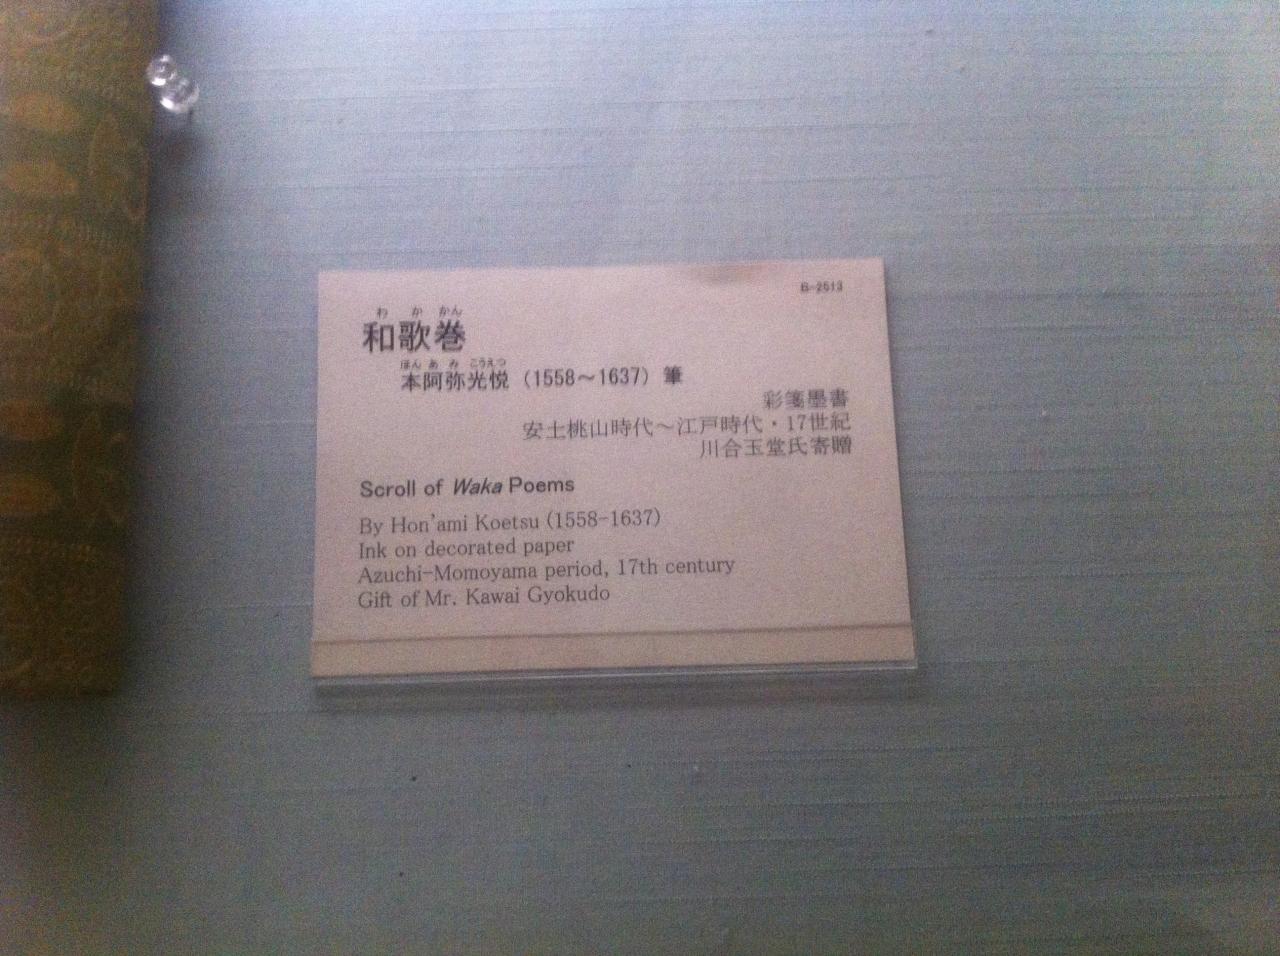 B-2513
わかかん
和歌巻
ほんあみこうえつ
本阿弥光悦（1558～1637）筆
彩箋墨書
安土桃山時代～江戸時代・17世紀
川合玉堂氏寄贈
Scroll of Waka Poems
By Hon'ami Koetsu (1558-1637)
Ink on decorated paper
Azuchi-Momoyama period, 17th century
Gift of Mr. Kawai Gyokudo